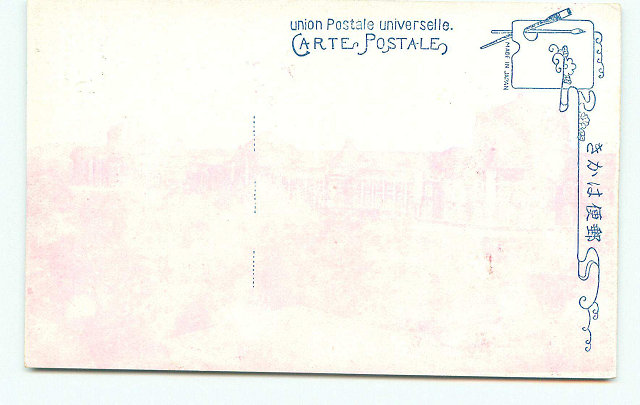 union Postale universelle.
CARTE POSTALE
MADE IN JAPAN
きかは便郵